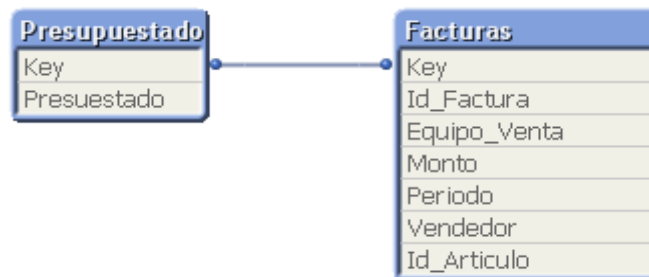 Presupuestado
Key
Presuestado
Facturas
Key
Id_Factura
Equipo_Venta
Monto
Periodo
Vendedor
Id_Articulo